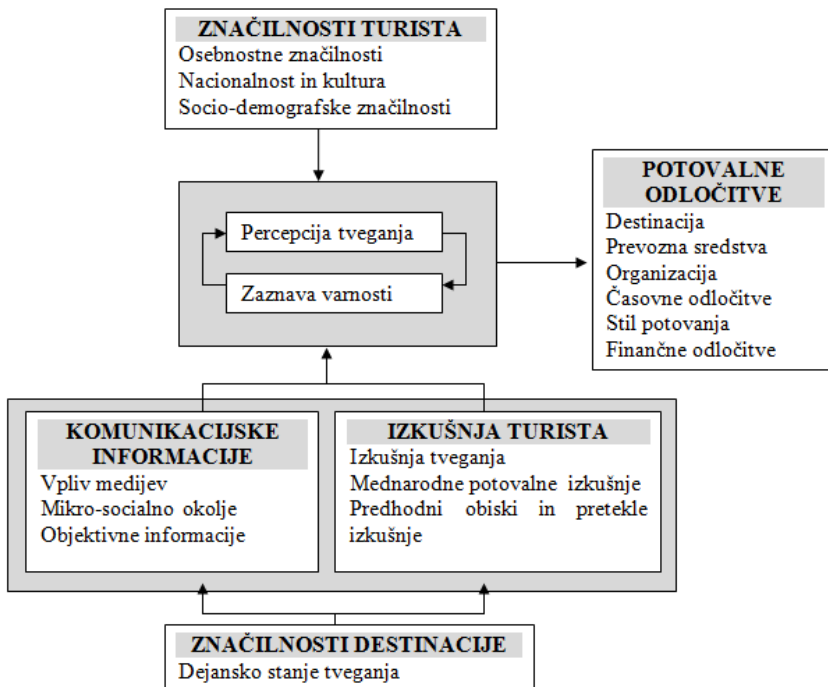 ZNAČILNOSTI TURISTA
Osebnostne značilnosti
Nacionalnost in kultura
Socio-demografske značilnosti
Percepcija tveganja
Zaznava varnosti
POTOVALNE
ODLOČITVE
Destinacija
Prevozna sredstva
Organizacija
Časovne odločitve
Stil potovanja
Finančne odločitve
KOMUNIKACIJSKE
INFORMACIJE
Vpliv medijev
Mikro-socialno okolje
Objektivne informacije
IZKUŠNJA TURISTA
Izkušnja tveganja
Mednarodne potovalne izkušnje
Predhodni obiski in pretekle
izkušnje
ZNAČILNOSTI DESTINACIJE
Dejansko stanje tveganja